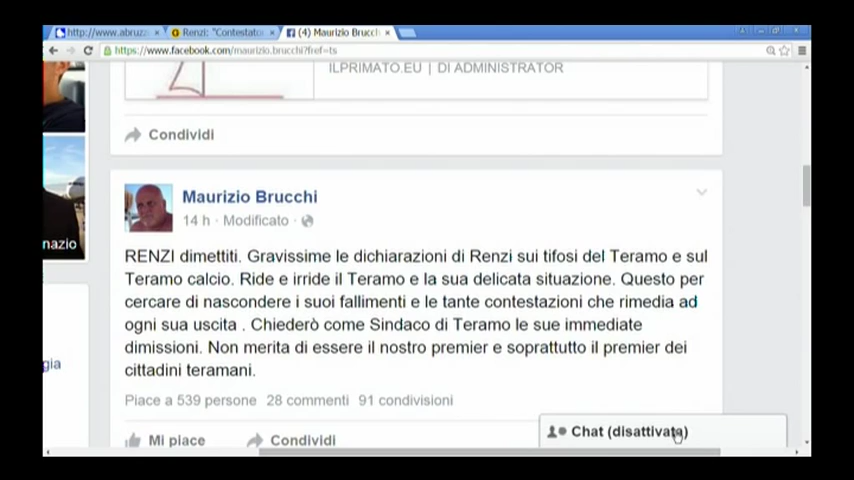 http://www.abruzz
Renzi: "Contestator
(4) Maurizio Brucch
https://www.facebook.com/maurizio.brucchi?fref=ts
ILPRIMATO.EU | DI ADMINISTRATOR
Condividi
Maurizio Brucchi
14 h · Modificato ·
nazio
RENZI dimettiti. Gravissime le dichiarazioni di Renzi sui tifosi del Teramo e sul
Teramo calcio. Ride e irride il Teramo e la sua delicata situazione. Questo per
cercare di nascondere i suoi fallimenti e le tante contestazioni che rimedia ad
ogni sua uscita . Chiederò come Sindaco di Teramo le sue immediate
dimissioni. Non merita di essere il nostro premier e soprattutto il premier dei
cittadini teramani.
gia
Piace a 539 persone 28 commenti 91 condivisioni
Mi piace Condividi
Chat (disattivata)